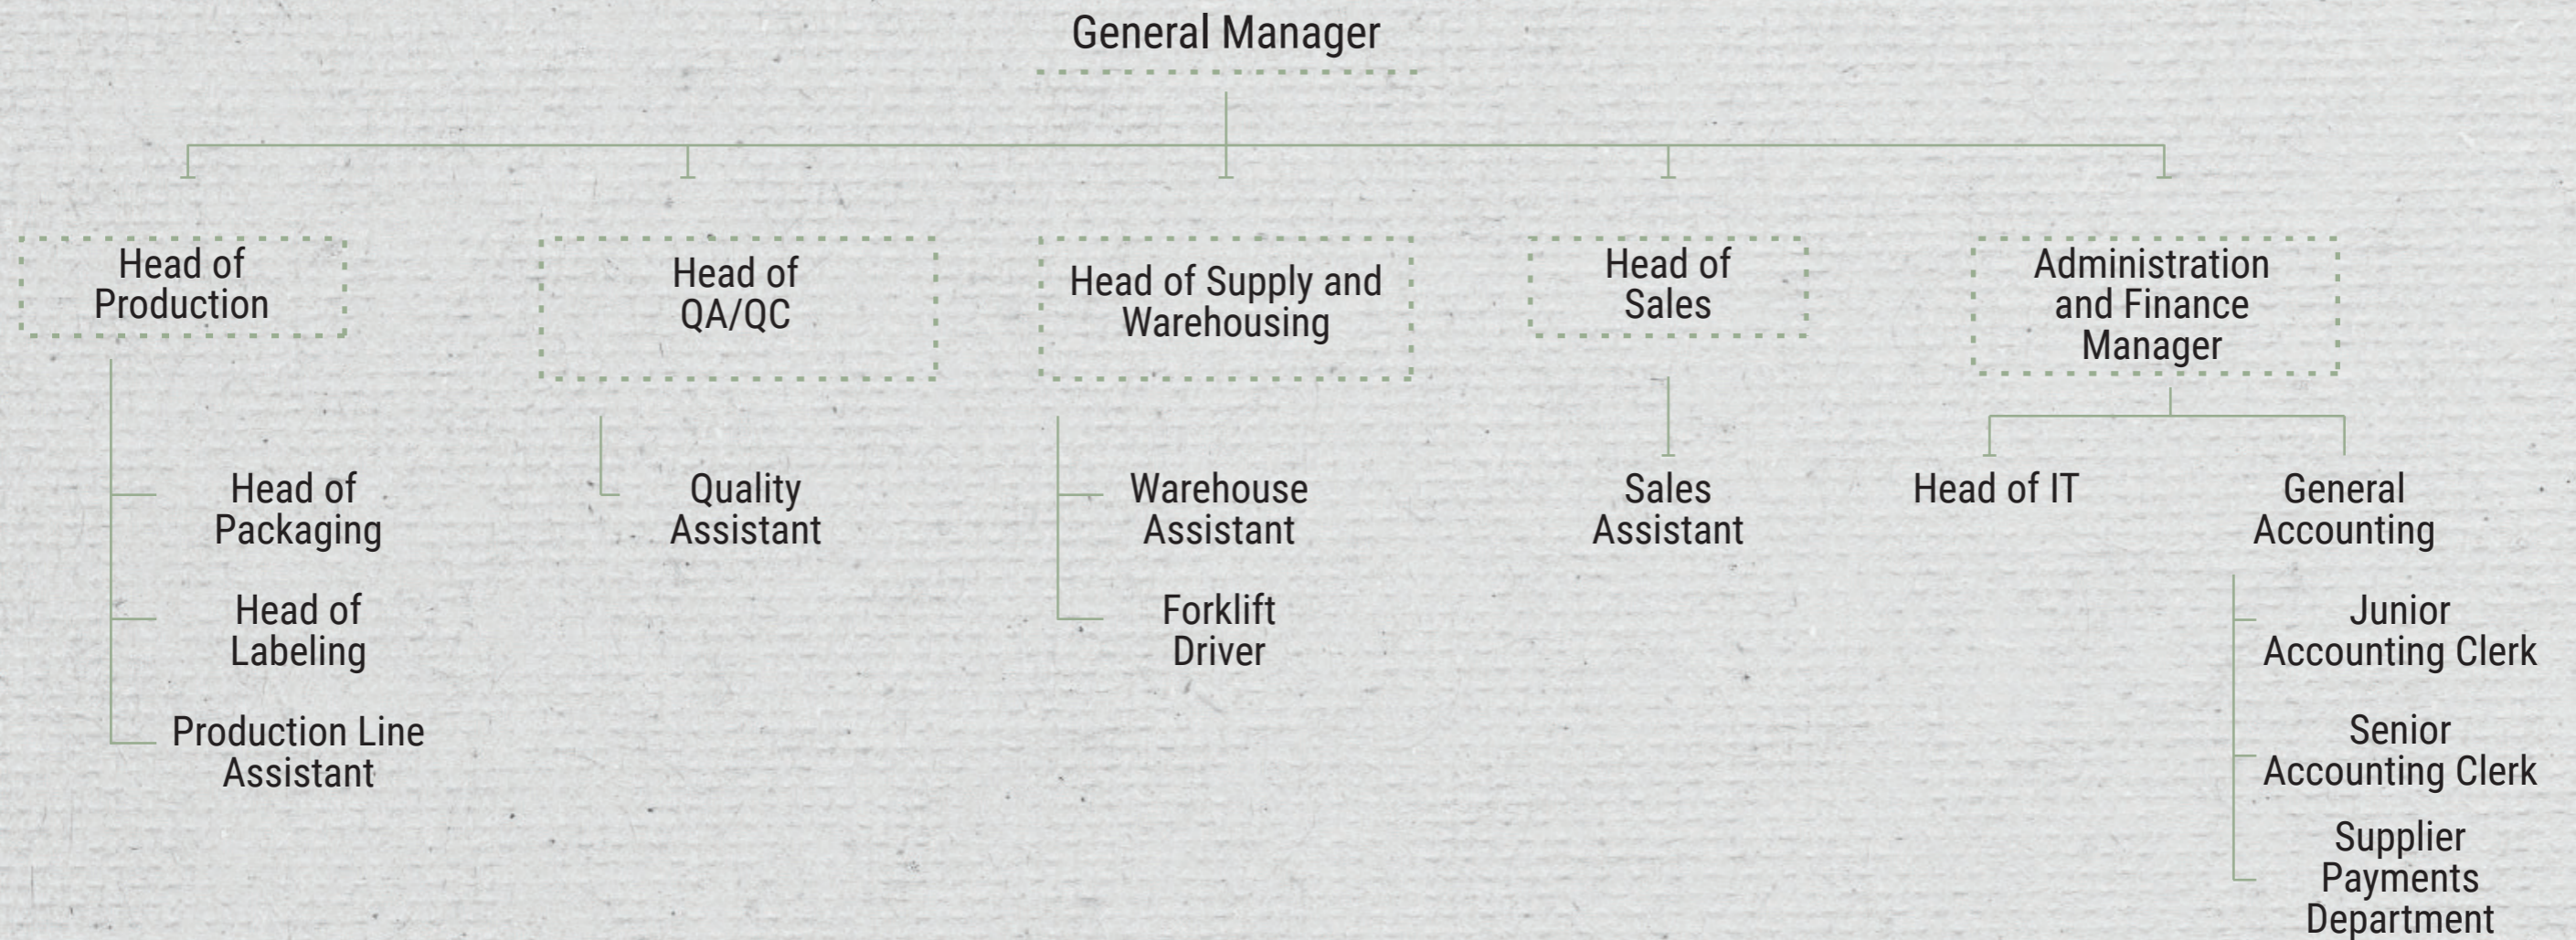 General Manager
Head of
Production
Head of
QA/QC
Head of Supply and
Warehousing
Head of
Sales
Administration
and Finance
Manager
Head of
Packaging
Head of
Labeling
Production Line
Assistant
Quality
Assistant
Warehouse
Assistant
Forklift
Driver
Sales
Assistant
Head of IT
General
Accounting
Junior
Accounting Clerk
Senior
Accounting Clerk
Supplier
Payments
Department